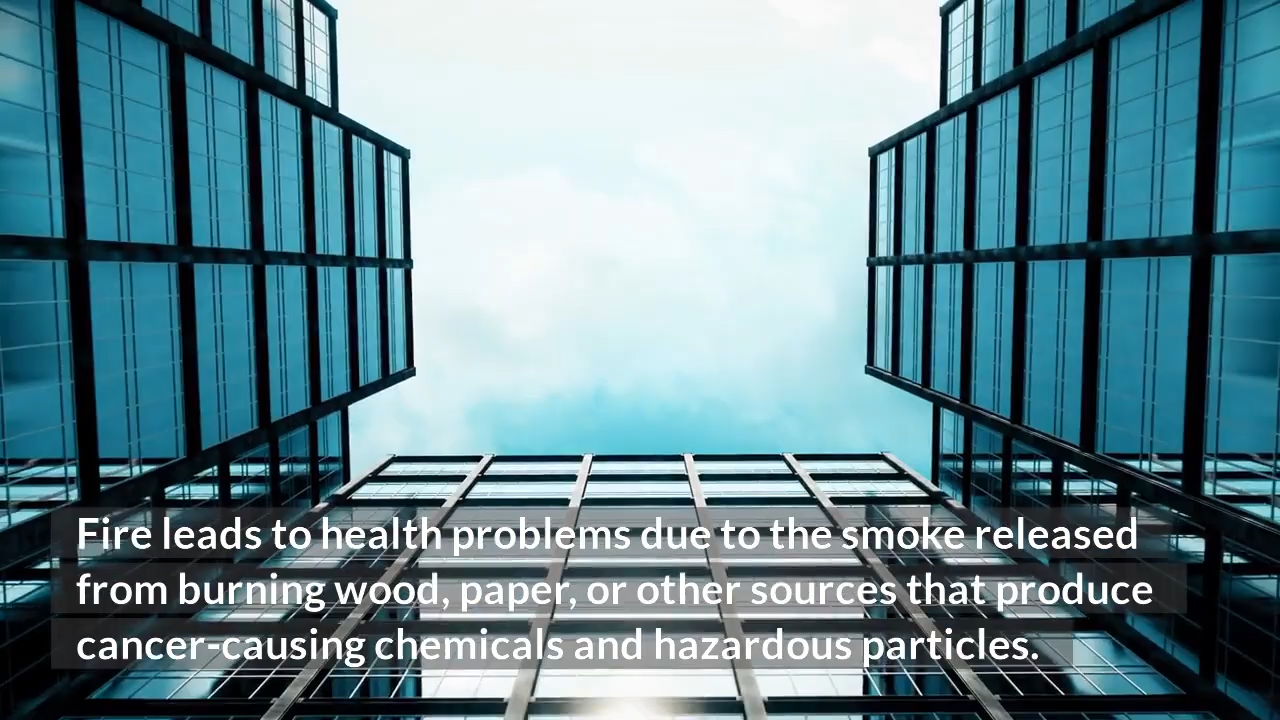 Fire leads to health problems due to the smoke released
from burning wood, paper, or other sources that produce
cancer-causing chemicals and hazardous particles.